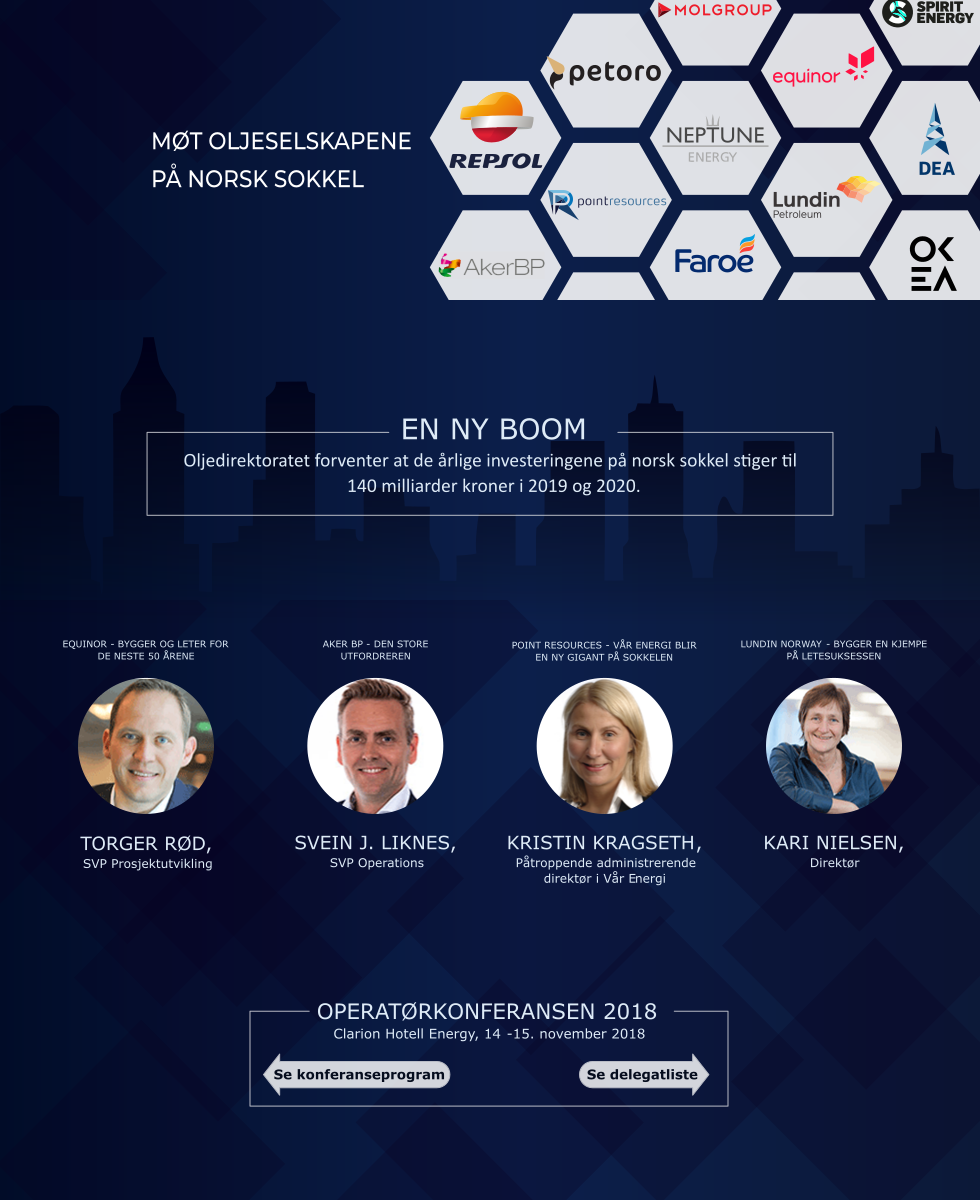 MOLGROUP
SPIRIT
ENERGY
petoro
equinor
REPSOL
NEPTUNE
ENERGY
DEA
MØT OLJESELSKAPENE
PÅ NORSK SOKKEL
pointresources
Lundin
Petroleum
AkerBP
Faroe
OK
EA
EN NY BOOM
Oljedirektoratet forventer at de årlige investeringene på norsk sokkel stiger til
140 milliarder kroner i 2019 og 2020.
EQUINOR - BYGGER OG LETER FOR
DE NESTE 50 ÅRENE
AKER BP - DEN STORE
UTFORDREREN
POINT RESOURCES - VÅR ENERGI BLIR
EN NY GIGANT PÅ SOKKELEN
LUNDIN NORWAY - BYGGER EN KJEMPE
PÅ LETESUKSESSEN
TORGER RØD,
SVP Prosjektutvikling
SVEIN J. LIKNES,
SVP Operations
KRISTIN KRAGSETH,
Påtroppende administrerende
direktør i Vår Energi
KARI NIELSEN,
Direktør
OPERATØRKONFERANSEN 2018
Clarion Hotell Energy, 14 -15. november 2018
Se konferanseprogram
Se delegatliste